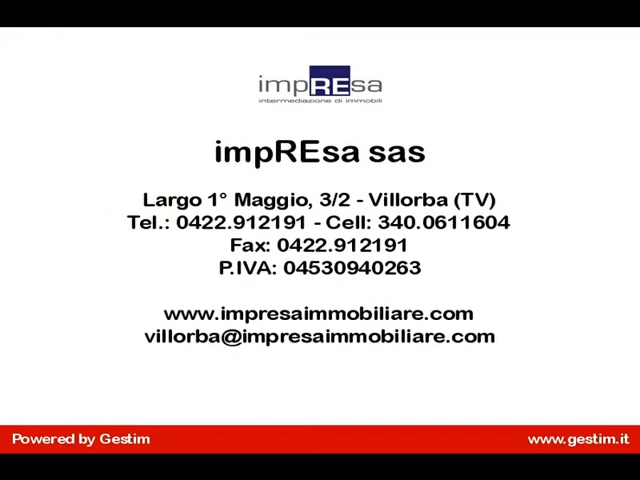 impREsa
intermediazione di immobili
impREsa sas
Largo 1° Maggio, 3/2 - Villorba (TV)
Tel.: 0422.912191 - Cell: 340.0611604
Fax: 0422.912191
P.IVA: 04530940263
www.impresaimmobiliare.com
villorba@impresaimmobiliare.com
Powered by Gestim
www.gestim.it